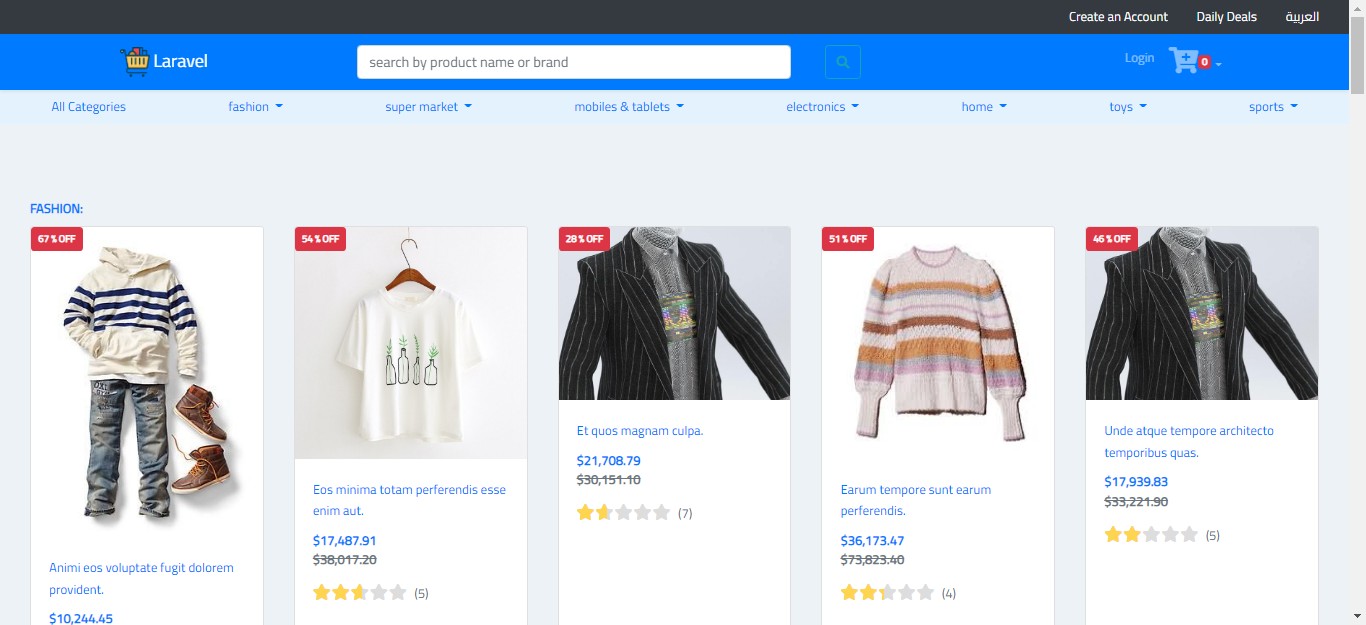 Create an Account Daily Deals العربية
Laravel search by product name or brand Login 0
All Categories fashion super market mobiles & tablets electronics home toys sports
FASHION:
67 % OFF
Animi eos voluptate fugit dolorem
provident.
$10,244.45
54 % OFF
Eos minima totam perferendis esse
enim aut.
$17,487.91
$38,017.20
(5)
28 % OFF
Et quos magnam culpa.
$21,708.79
$30,151.10
(7)
51 % OFF
Earum tempore sunt earum
perferendis.
$36,173.47
$73,823.40
(4)
46 % OFF
Unde atque tempore architecto
temporibus quas.
$17,939.83
$33,221.90
(5)